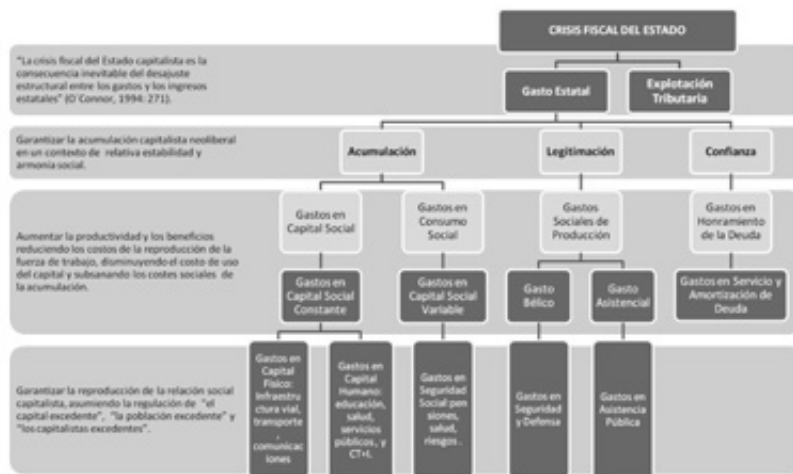 CRISIS FISCAL DEL ESTADO
"La crisis fiscal del Estado capitalista es la
consecuencia inevitable del desajuste
estructural entre los gastos y los ingresos
estatales" (O´Connor, 1994: 271).
Gasto Estatal
Explotación
Tributaria
Garantizar la acumulación capitalista neoliberal
en un contexto de relativa estabilidad y
armonía social.
Acumulación
Legitimación
Confianza
Aumentar la productividad y los beneficios
reduciendo los costos de la reproducción de la
fuerza de trabajo, disminuyendo el costo de uso
del capital y subsanando los costes sociales de
la acumulación.
Gastos en
Capital Social
Gastos en
Consumo
Social
Gastos
Sociales de
Producción
Gastos en
Honramiento
de la Deuda
Gastos en
Capital Social
Constante
Gastos en
Capital Social
Variable
Gasto
Bélico
Gasto
Asistencial
Gastos en Servicio y
Amortización de
Deuda
Garantizar la reproducción de la relación social
capitalista, asumiendo la regulación de "el
capital excedente", "la población excedente" y
"los capitalistas excedentes".
Gastos en
Capital
Físico:
Infraestru
ctura vial,
transporte
,
comunicac
iones
Gastos en
Capital
Humano:
educación,
salud,
servicios
públicos, y
CT+I.
Gastos en
Seguridad
Social pen
siones,
salud,
riesgos .
Gastos en
Seguridad
y Defensa
Gastos en
Asistencia
Pública